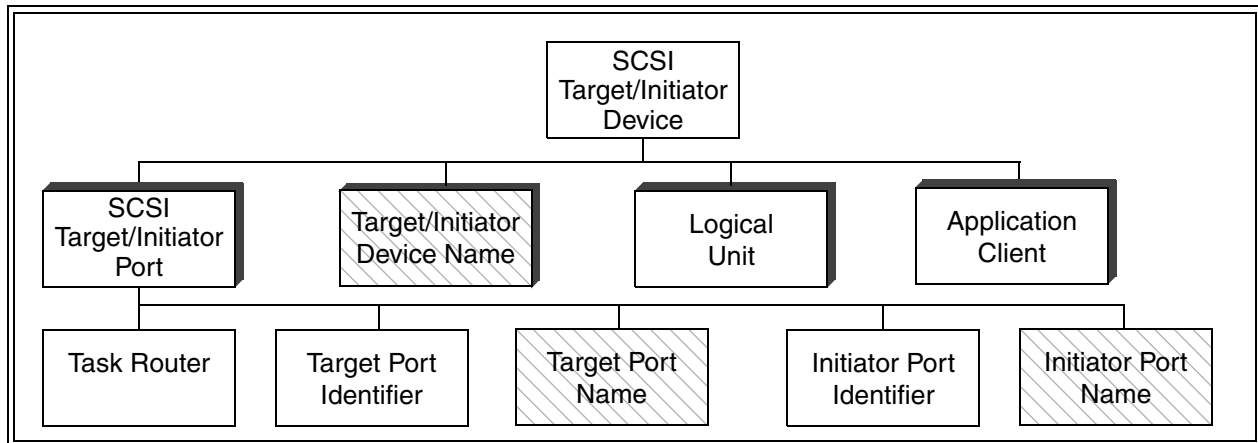 SCSI
Target/Initiator
Device
SCSI
Target/Initiator
Port
Target/Initiator
Device Name
Logical
Unit
Application
Client
Task Router
Target Port
Identifier
Target Port
Name
Initiator Port
Identifier
Initiator Port
Name